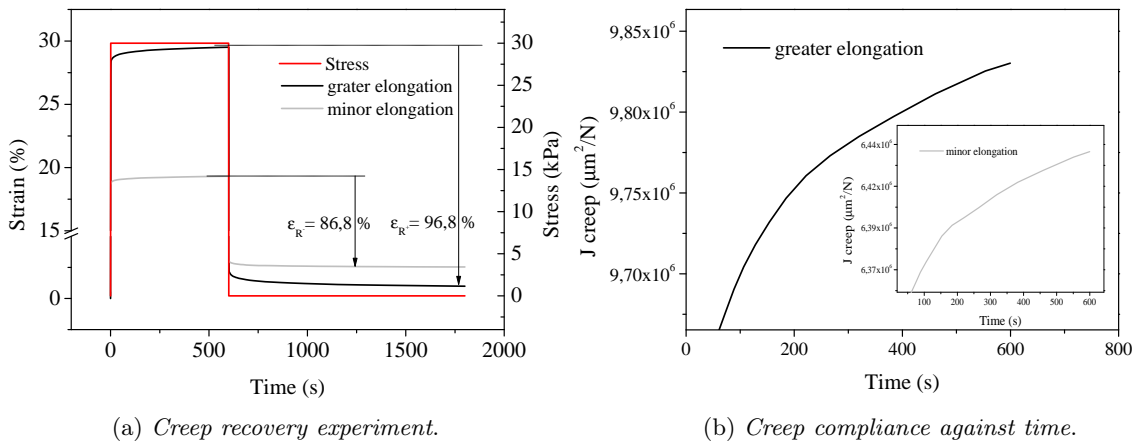 30
25
20
15
0
Strain (%)
Stress
grater elongation
minor elongation
ε_R = 86,8 %
ε_R = 96,8 %
30
25
20
15
10
5
0
Stress (kPa)
0 500 1000 1500 2000
Time (s)
(a) Creep recovery experiment.
9,85x10⁶
9,80x10⁶
9,75x10⁶
9,70x10⁶
J creep (μm²/N)
greater elongation
6,44x10⁶
6,42x10⁶
6,39x10⁶
6,37x10⁶
J creep (μm²/N)
minor elongation
100 200 300 400 500 600
Time (s)
0 200 400 600 800
Time (s)
(b) Creep compliance against time.